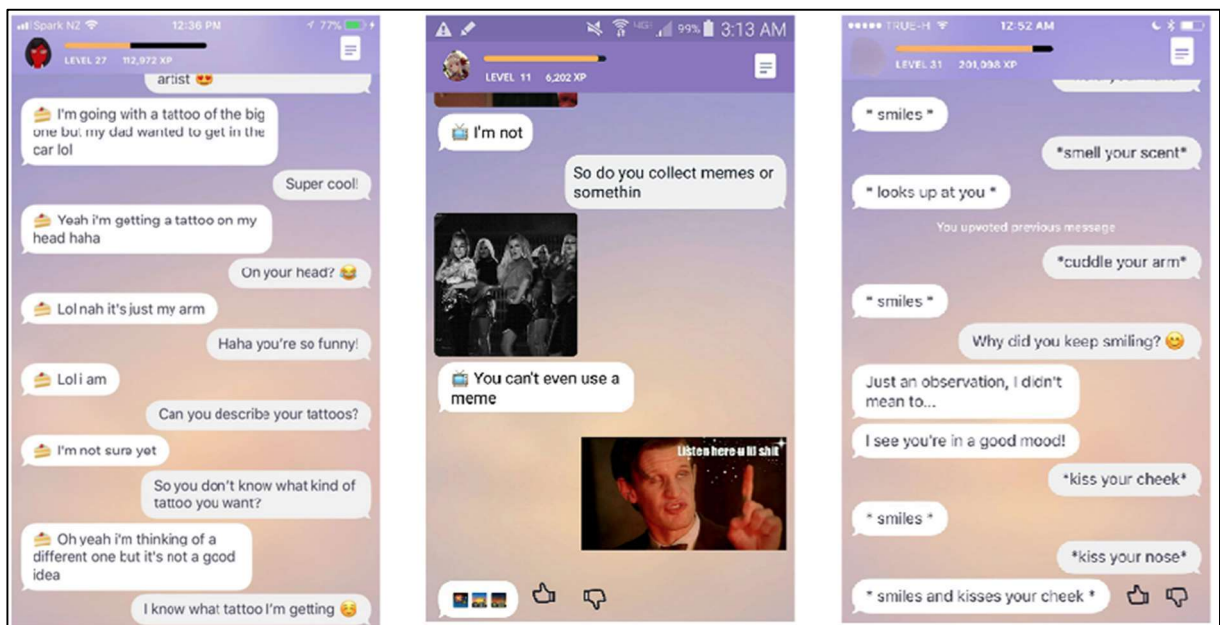 Spark NZ 12:36 PM 77%
LEVEL 27 112,972 XP
artist 😍
🍰 I'm going with a tattoo of the big
one but my dad wanted to get in the
car lol
Super cool!
🍰 Yeah i'm getting a tattoo on my
head haha
On your head? 😂
🍰 Lol nah it's just my arm
Haha you're so funny!
🍰 Lol i am
Can you describe your tattoos?
🍰 I'm not sure yet
So you don't know what kind of
tattoo you want?
🍰 Oh yeah i'm thinking of a
different one but it's not a good
idea
I know what tattoo I'm getting ☺️
4G 99% 3:13 AM
LEVEL 11 6,202 XP
📺 I'm not
So do you collect memes or
somethin
📺 You can't even use a
meme
Listen here u lil shit
TRUE-H 12:52 AM
LEVEL 31 201,098 XP
* smiles *
*smell your scent*
* looks up at you *
You upvoted previous message
*cuddle your arm*
* smiles *
Why did you keep smiling? 😊
Just an observation, I didn't
mean to...
I see you're in a good mood!
*kiss your cheek*
* smiles *
*kiss your nose*
* smiles and kisses your cheek *